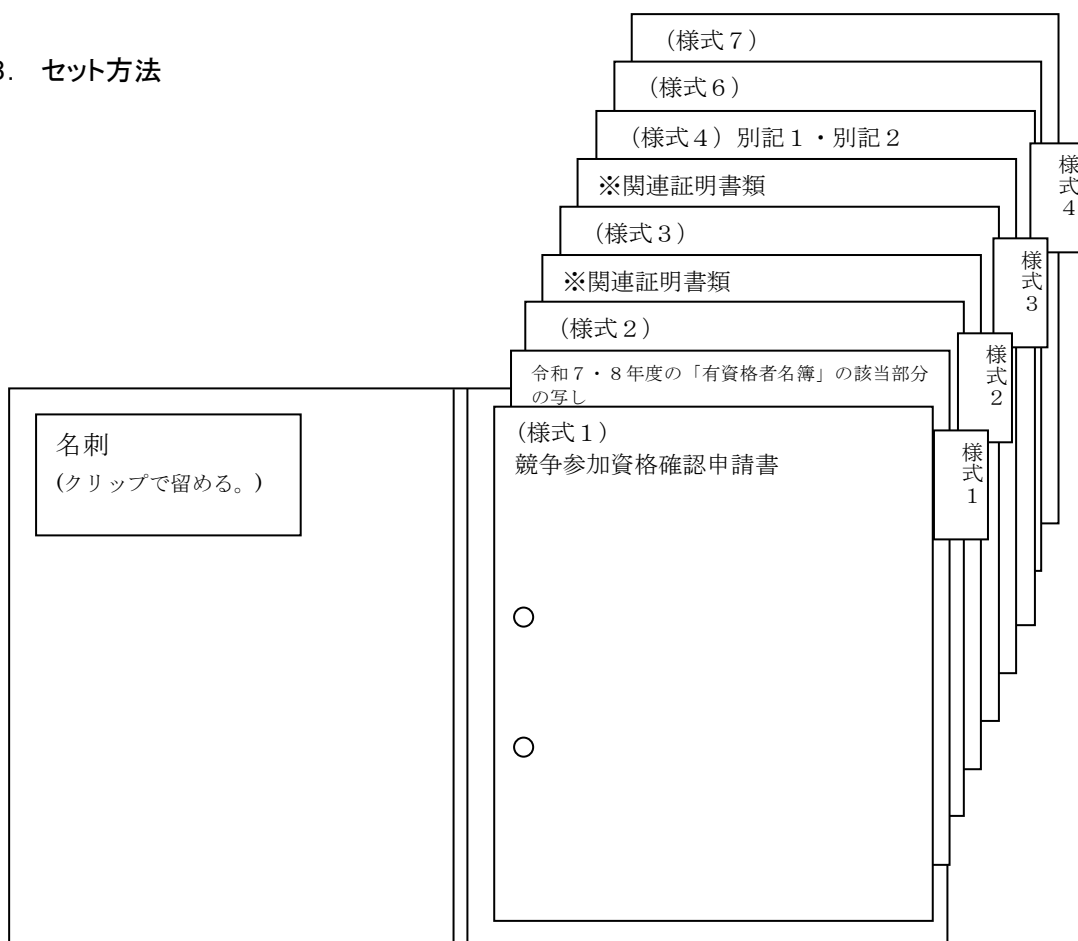 3. セット方法
(様式７)
(様式６)
(様式４) 別記１・別記２
※関連証明書類
(様式３)
※関連証明書類
(様式２)
令和７・８年度の「有資格者名簿」の該当部分
の写し
(様式１)
競争参加資格確認申請書
名刺
(クリップで留める。)
様式４
様式３
様式２
様式１